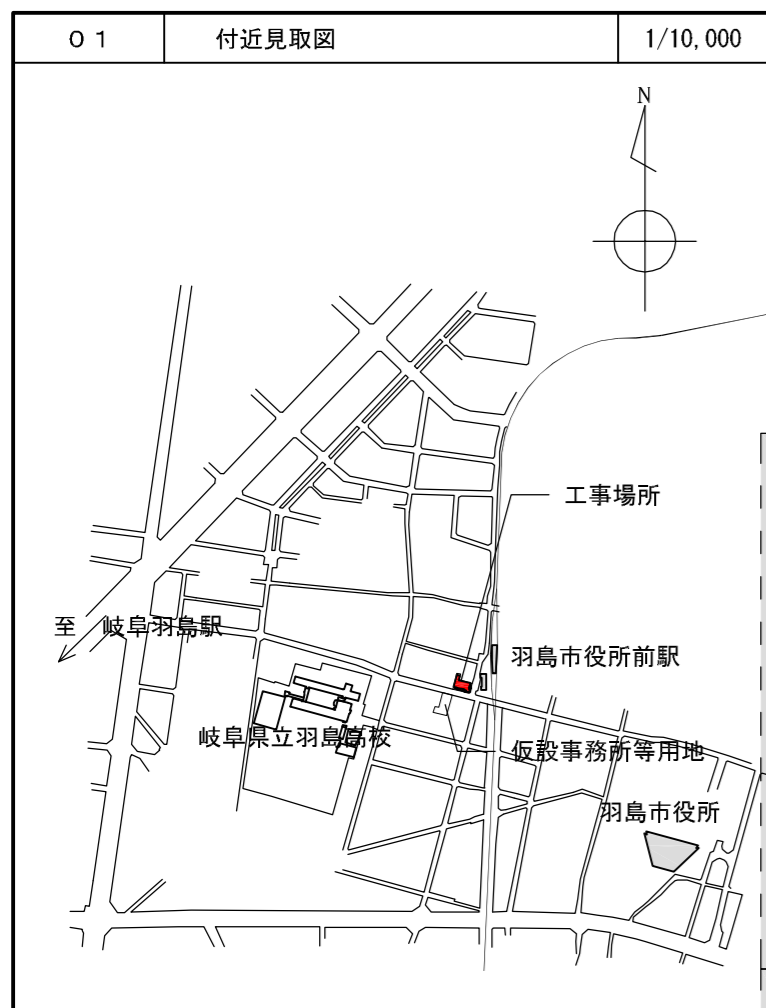 01 付近見取図 1/10,000
N
工事場所
至 岐阜羽島駅
羽島市役所前駅
岐阜県立羽島高校
仮設事務所等用地
羽島市役所